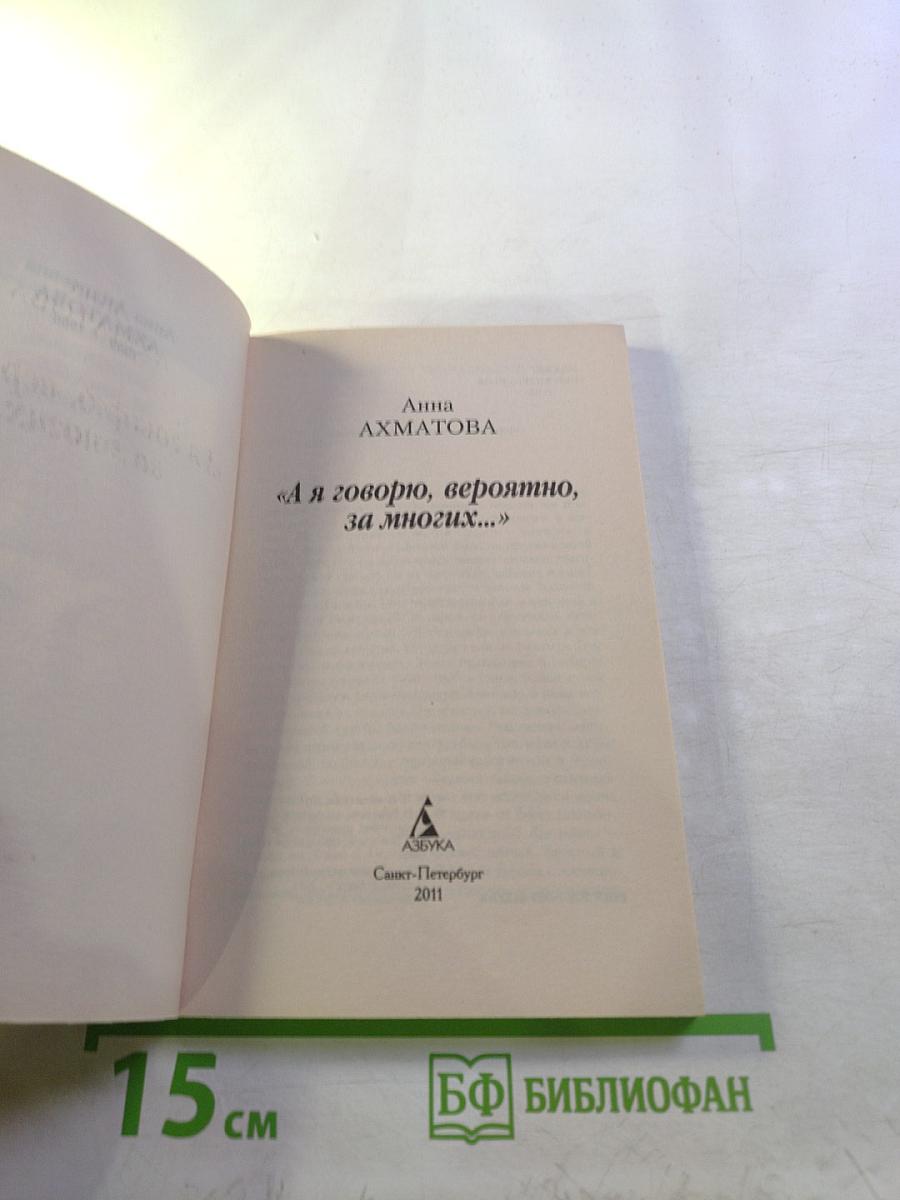 Анна
АХМАТОВА
«А я говорю, вероятно,
за многих...»
АЗБУКА
Санкт-Петербург
2011
15 см
БФ БИБЛИОФАН